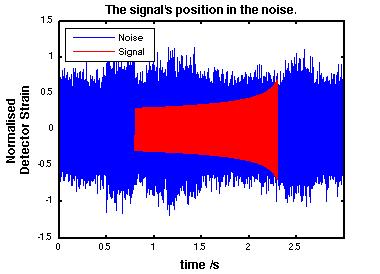 The signal's position in the noise.
1.5
Noise
Signal
1
0.5
0
-0.5
-1
-1.5
Normalised
Detector Strain
0 0.5 1 1.5 2 2.5
time /s